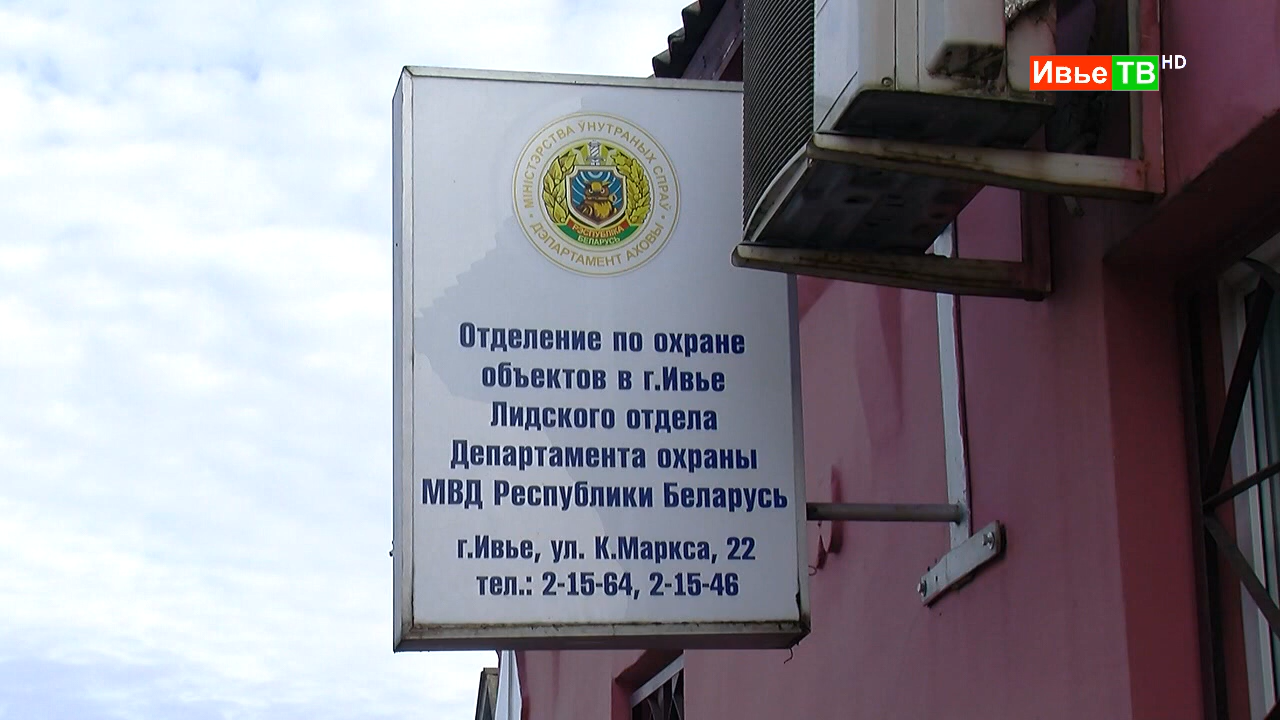 Ивье ТВ HD
МІНІСТЭРСТВА ЎНУТРАНЫХ СПРАЎ
РЭСПУБЛІКА
БЕЛАРУСЬ
ДЭПАРТАМЕНТ АХОВЫ
Отделение по охране
объектов в г.Ивье
Лидского отдела
Департамента охраны
МВД Республики Беларусь
г.Ивье, ул. К.Маркса, 22
тел.: 2-15-64, 2-15-46